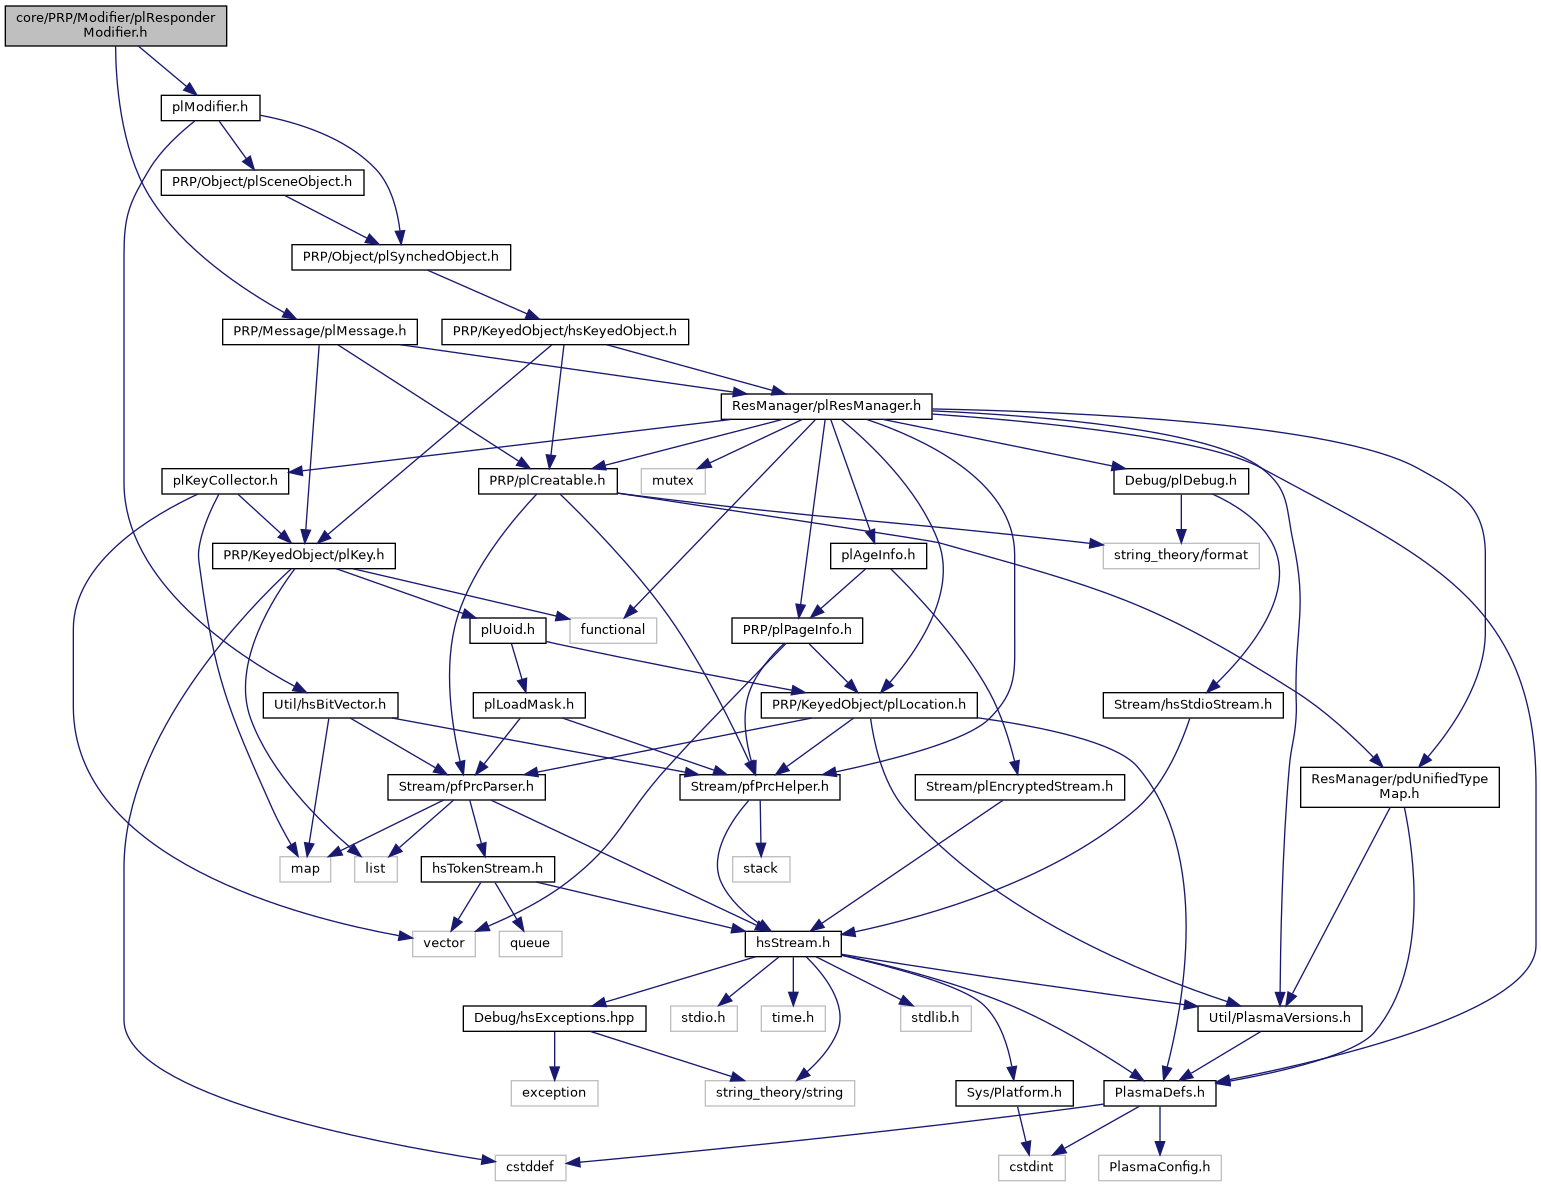 core/PRP/Modifier/plResponder
Modifier.h
plModifier.h
PRP/Object/plSceneObject.h
PRP/Object/plSynchedObject.h
PRP/Message/plMessage.h
PRP/KeyedObject/hsKeyedObject.h
ResManager/plResManager.h
plKeyCollector.h
PRP/plCreatable.h
mutex
Debug/plDebug.h
PRP/KeyedObject/plKey.h
plAgeInfo.h
string_theory/format
plUoid.h
functional
PRP/plPageInfo.h
Util/hsBitVector.h
plLoadMask.h
PRP/KeyedObject/plLocation.h
Stream/hsStdioStream.h
Stream/pfPrcParser.h
Stream/pfPrcHelper.h
Stream/plEncryptedStream.h
ResManager/pdUnifiedType
Map.h
map
list
hsTokenStream.h
stack
vector
queue
hsStream.h
Debug/hsExceptions.hpp
stdio.h
time.h
stdlib.h
Util/PlasmaVersions.h
exception
string_theory/string
Sys/Platform.h
PlasmaDefs.h
cstddef
cstdint
PlasmaConfig.h